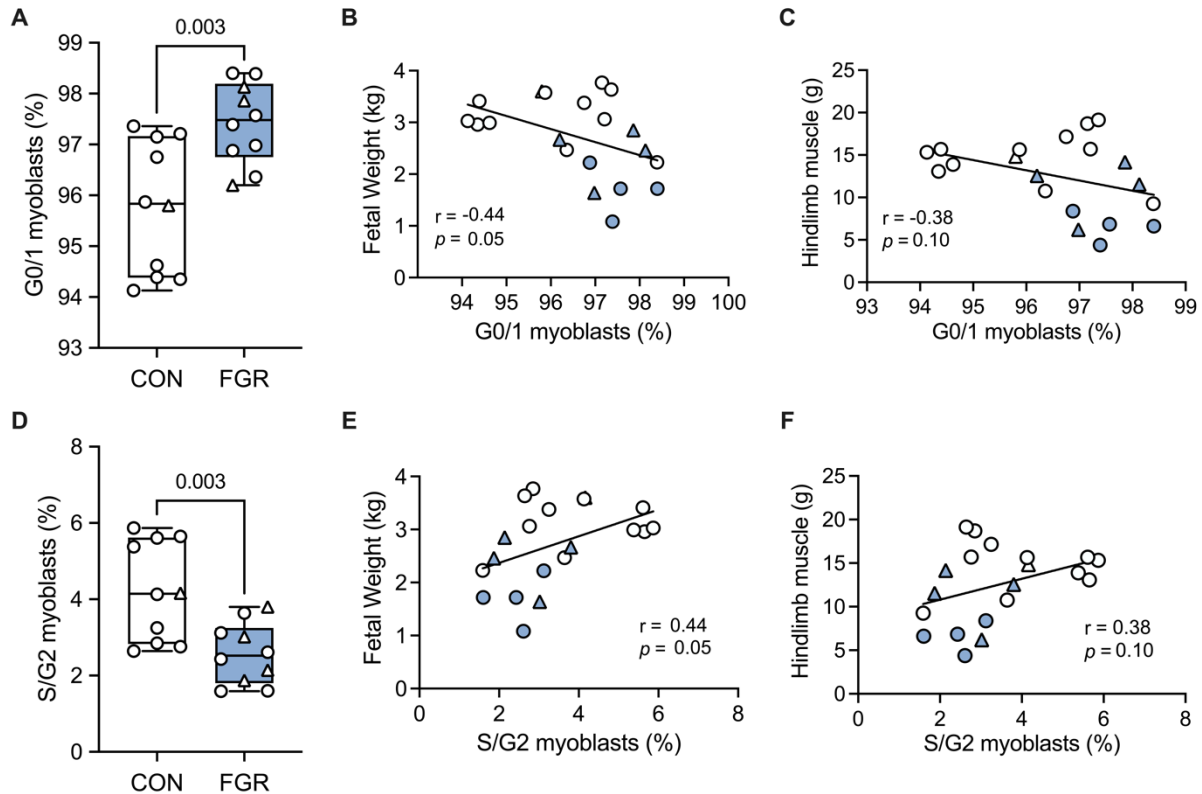 A
0.003
G0/1 myoblasts (%)
99
98
97
96
95
94
93
CON FGR
B
Fetal Weight (kg)
4
3
2
1
0
r = -0.44
p = 0.05
94 95 96 97 98 99 100
G0/1 myoblasts (%)
C
Hindlimb muscle (g)
25
20
15
10
5
0
r = -0.38
p = 0.10
93 94 95 96 97 98 99
G0/1 myoblasts (%)
D
0.003
S/G2 myoblasts (%)
8
6
4
2
0
CON FGR
E
Fetal Weight (kg)
4
3
2
1
0
r = 0.44
p = 0.05
0 2 4 6 8
S/G2 myoblasts (%)
F
Hindlimb muscle (g)
25
20
15
10
5
0
r = 0.38
p = 0.10
0 2 4 6 8
S/G2 myoblasts (%)